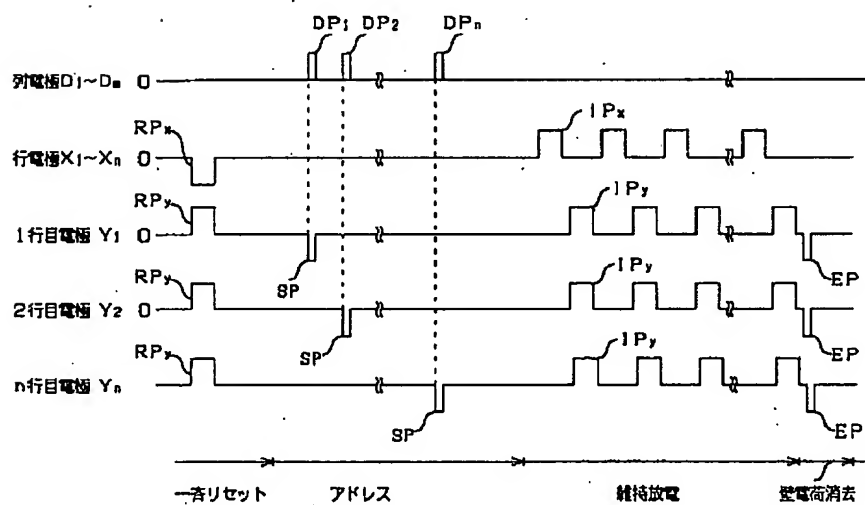 DP₁ DP₂ DPₙ
列電極D₁~Dₘ 0
RPx IPx
行電極X₁~Xₙ 0
RPy IPy
1行目電極 Y₁ 0
SP EP
RPy IPy
2行目電極 Y₂ 0
SP EP
RPy IPy
n行目電極 Yₙ
SP EP
一斉リセット アドレス 維持放電 壁電荷消去